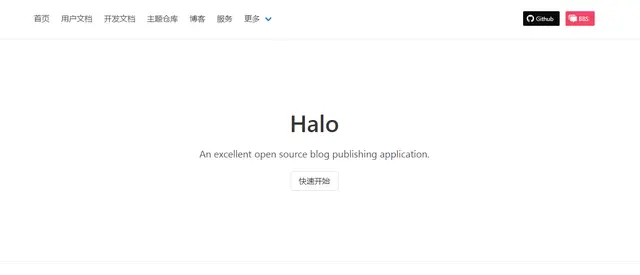 首页 用户文档 开发文档 主题仓库 博客 服务 更多 Github BBS
Halo
An excellent open source blog publishing application.
快速开始